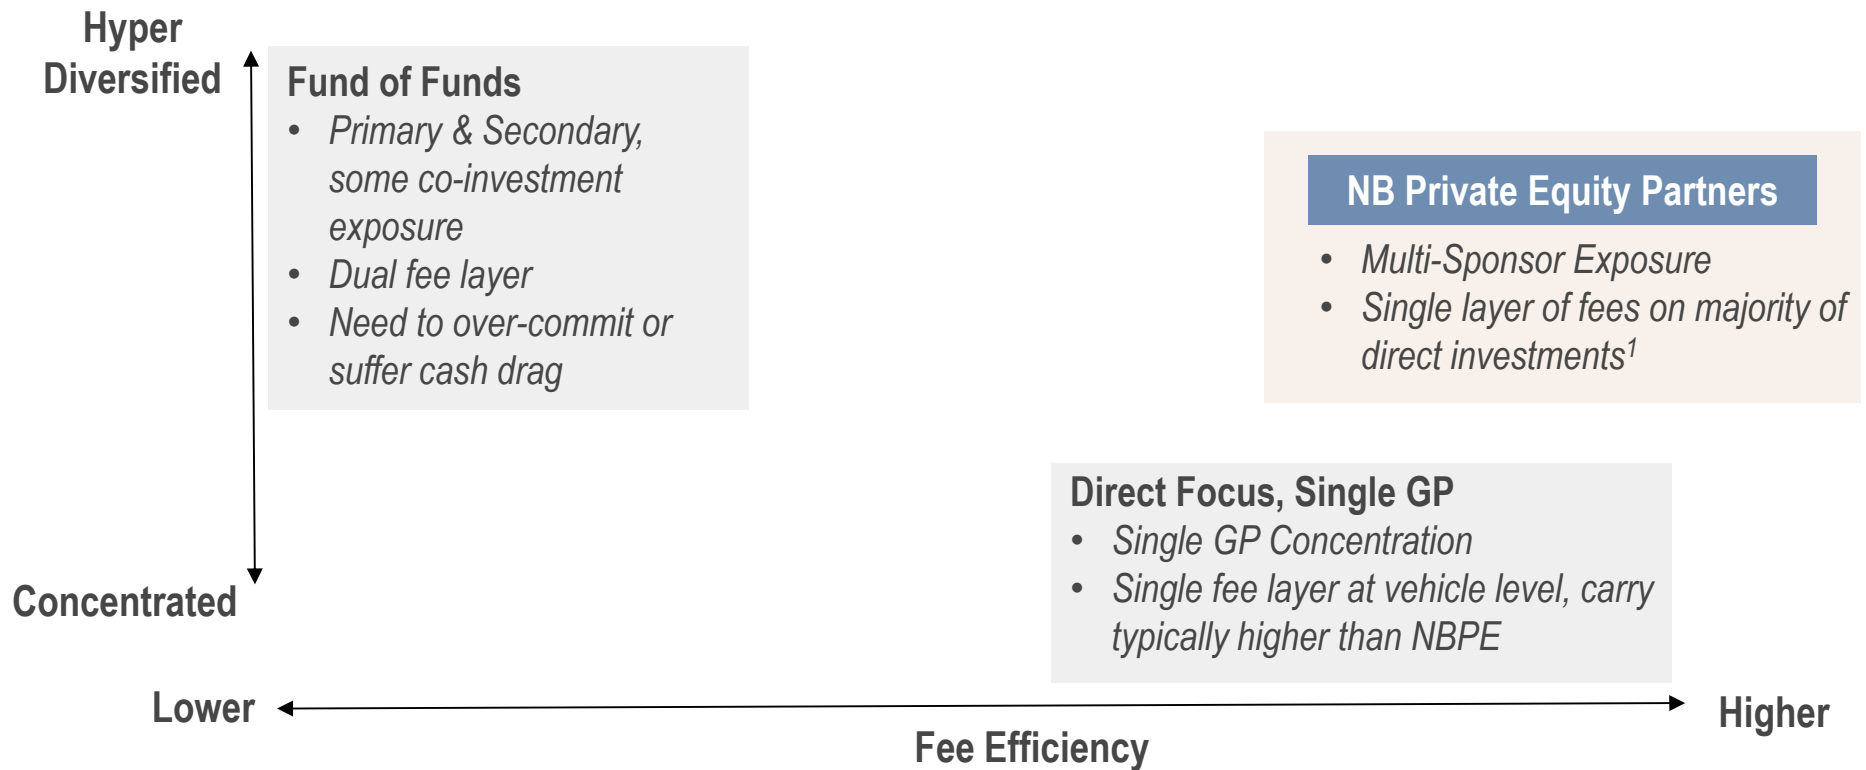 Hyper
Diversified
Fund of Funds
• Primary & Secondary,
some co-investment
exposure
• Dual fee layer
• Need to over-commit or
suffer cash drag
NB Private Equity Partners
• Multi-Sponsor Exposure
• Single layer of fees on majority of
direct investments¹
Direct Focus, Single GP
• Single GP Concentration
• Single fee layer at vehicle level, carry
typically higher than NBPE
Concentrated
Lower
Higher
Fee Efficiency